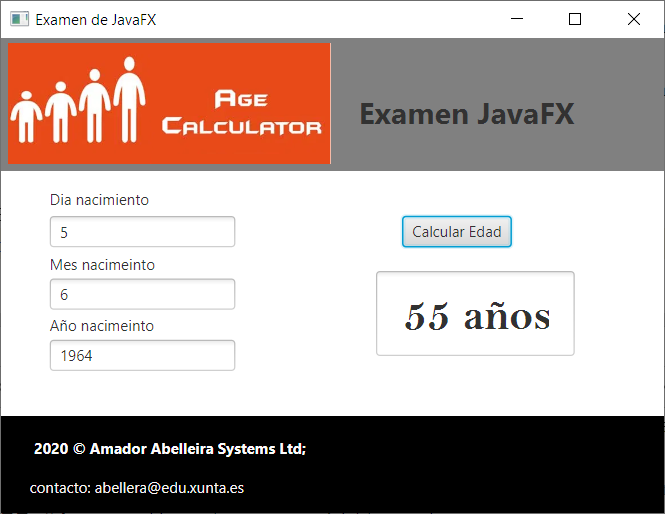 Examen de JavaFX
AGE
CALCULATOR
Examen JavaFX
Dia nacimiento
5
Calcular Edad
Mes nacimeinto
6
55 años
Año nacimeinto
1964
2020 © Amador Abelleira Systems Ltd;
contacto: abellera@edu.xunta.es